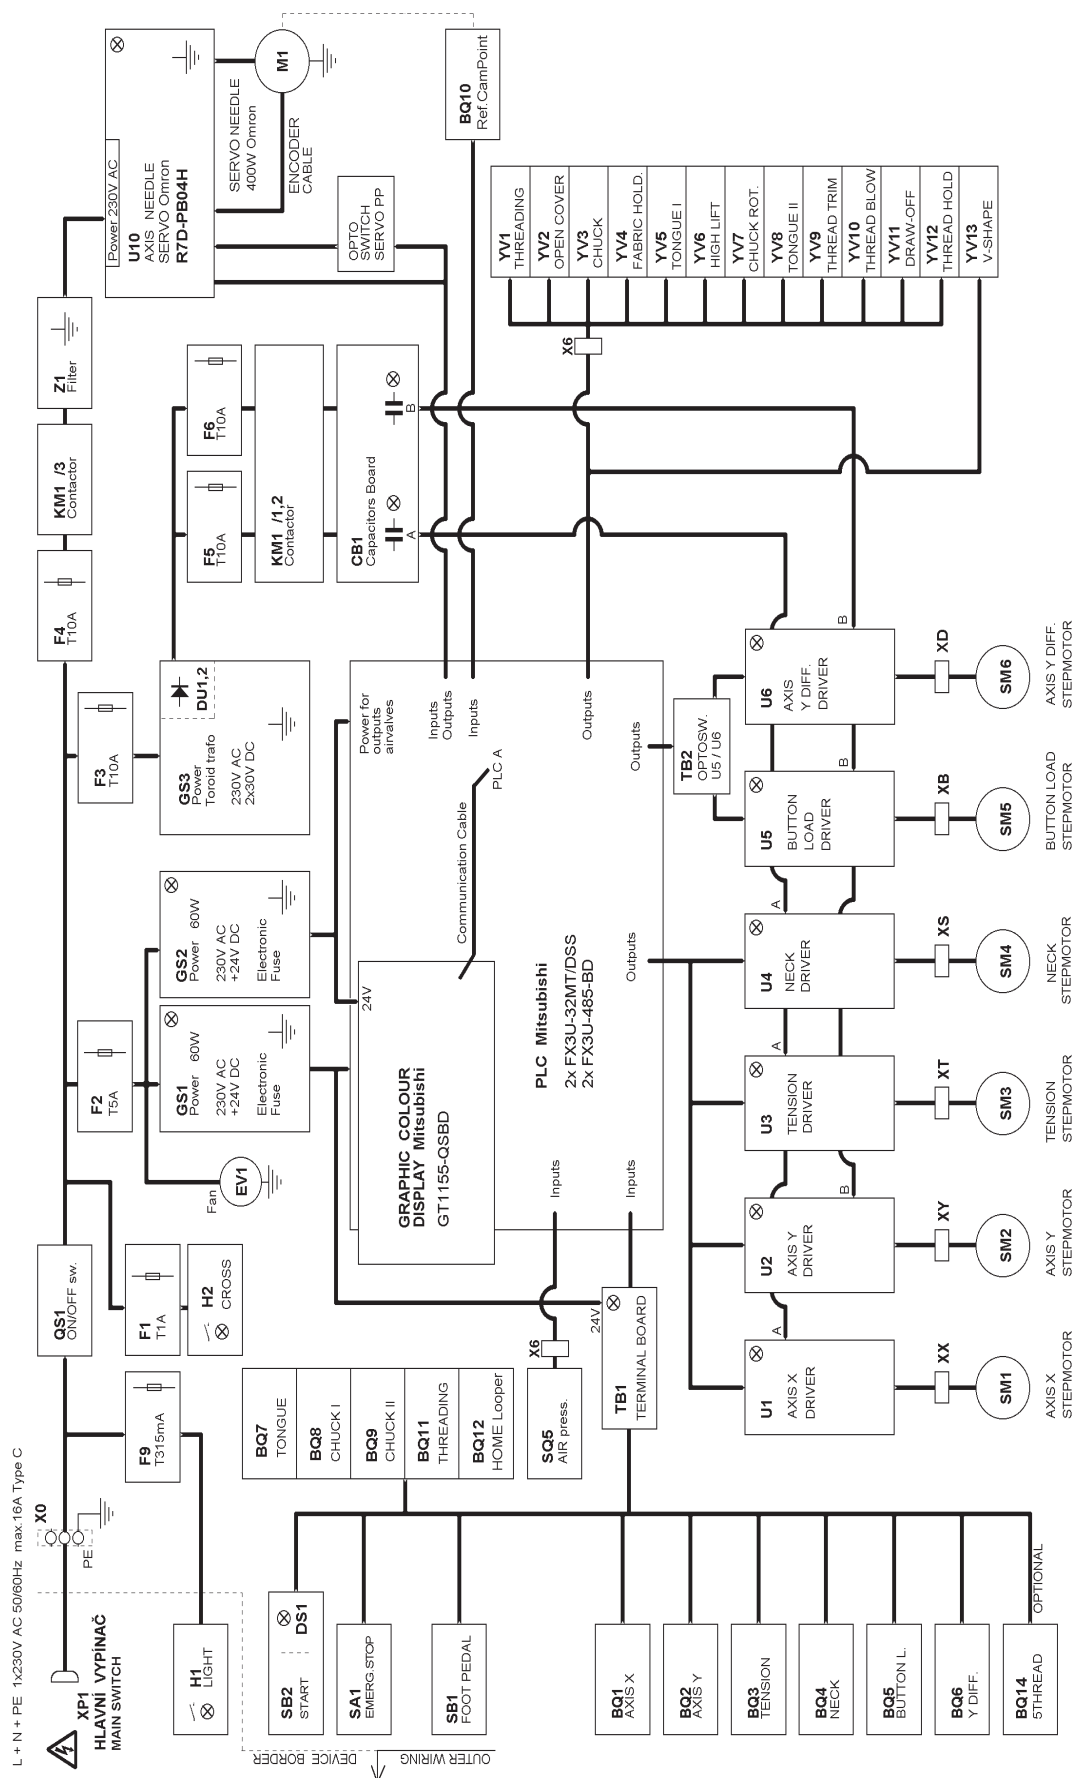 L + N + PE 1x230V AC 50/60Hz max.16A Type C
XP1
HLAVNÍ VYPÍNAČ
MAIN SWITCH
X0
PE
H1
LIGHT
F9
T315mA
QS1
ON/OFF sw.
F1
T1A
H2
CROSS
F2
T5A
Fan
EV1
GS1
Power 60W
230V AC
+24V DC
Electronic
Fuse
GS2
Power 60W
230V AC
+24V DC
Electronic
Fuse
F3
T10A
GS3
Power
Toroid trafo
230V AC
2x30V DC
DU1,2
F4
T10A
KM1 /3
Contactor
Z1
Filter
F5
T10A
F6
T10A
KM1 /1,2
Contactor
CB1
Capacitors Board
A
B
Power 230V AC
U10
AXIS NEEDLE
SERVO Omron
R7D-PB04H
SERVO NEEDLE
400W Omron
M1
ENCODER
CABLE
OPTO
SWITCH
SERVO PP
BQ10
Ref.CamPoint
DEVICE BORDER
OUTER WIRING
SB2
START
DS1
SA1
EMERG.STOP
SB1
FOOT PEDAL
BQ1
AXIS X
BQ2
AXIS Y
BQ3
TENSION
BQ4
NECK
BQ5
BUTTON L.
BQ6
Y DIFF.
BQ14
5THREAD
OPTIONAL
BQ7
TONGUE
BQ8
CHUCK I
BQ9
CHUCK II
BQ11
THREADING
BQ12
HOME Looper
SQ5
AIR press.
X6
24V
TB1
TERMINAL BOARD
24V
GRAPHIC COLOUR
DISPLAY Mitsubishi
GT1155-QSBD
Communication Cable
PLC A
PLC Mitsubishi
2x FX3U-32MT/DSS
2x FX3U-485-BD
Power for
outputs
airvalves
Inputs
Outputs
Inputs
Outputs
Outputs
Outputs
Inputs
Inputs
TB2
OPTOSW.
U5 / U6
X6
YV1
THREADING
YV2
OPEN COVER
YV3
CHUCK
YV4
FABRIC HOLD.
YV5
TONGUE I
YV6
HIGH LIFT
YV7
CHUCK ROT.
YV8
TONGUE II
YV9
THREAD TRIM
YV10
THREAD BLOW
YV11
DRAW-OFF
YV12
THREAD HOLD
YV13
V-SHAPE
U1
AXIS X
DRIVER
A
XX
SM1
AXIS X
STEPMOTOR
U2
AXIS Y
DRIVER
B
XY
SM2
AXIS Y
STEPMOTOR
U3
TENSION
DRIVER
A
XT
SM3
TENSION
STEPMOTOR
U4
NECK
DRIVER
A
XS
SM4
NECK
STEPMOTOR
U5
BUTTON
LOAD
DRIVER
B
XB
SM5
BUTTON LOAD
STEPMOTOR
U6
AXIS
Y DIFF.
DRIVER
B
XD
SM6
AXIS Y DIFF.
STEPMOTOR